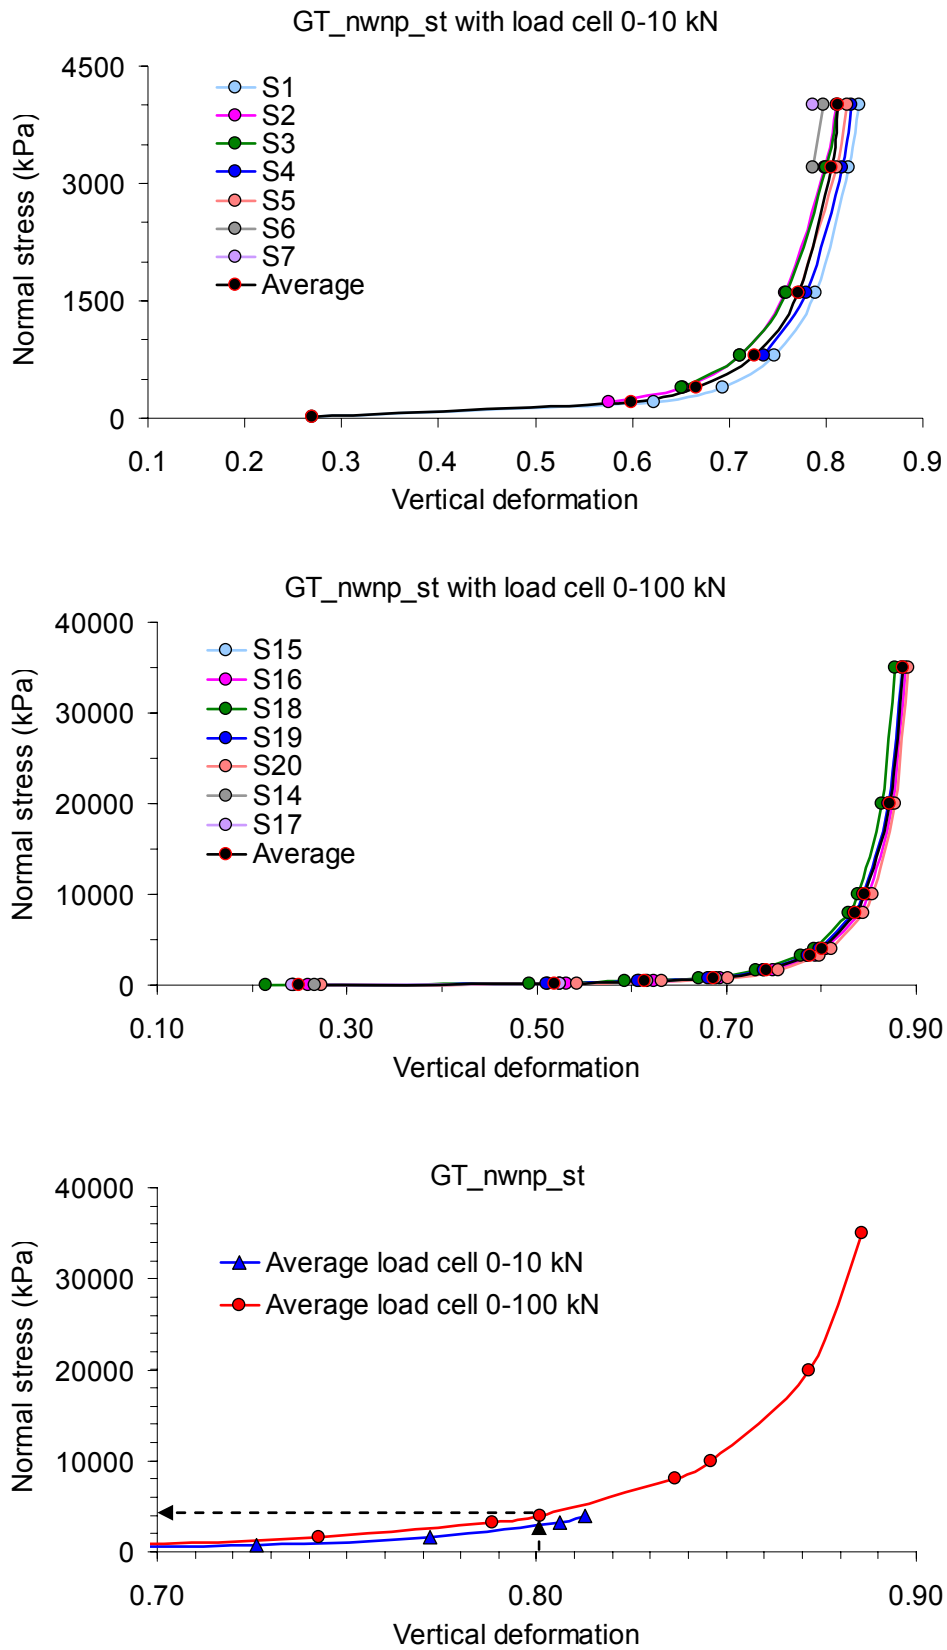 GT_nwnp_st with load cell 0-10 kN
Normal stress (kPa)
4500
3000
1500
0
S1
S2
S3
S4
S5
S6
S7
Average
0.1 0.2 0.3 0.4 0.5 0.6 0.7 0.8 0.9
Vertical deformation
GT_nwnp_st with load cell 0-100 kN
Normal stress (kPa)
40000
30000
20000
10000
0
S15
S16
S18
S19
S20
S14
S17
Average
0.10 0.30 0.50 0.70 0.90
Vertical deformation
GT_nwnp_st
Normal stress (kPa)
40000
30000
20000
10000
0
Average load cell 0-10 kN
Average load cell 0-100 kN
0.70 0.80 0.90
Vertical deformation